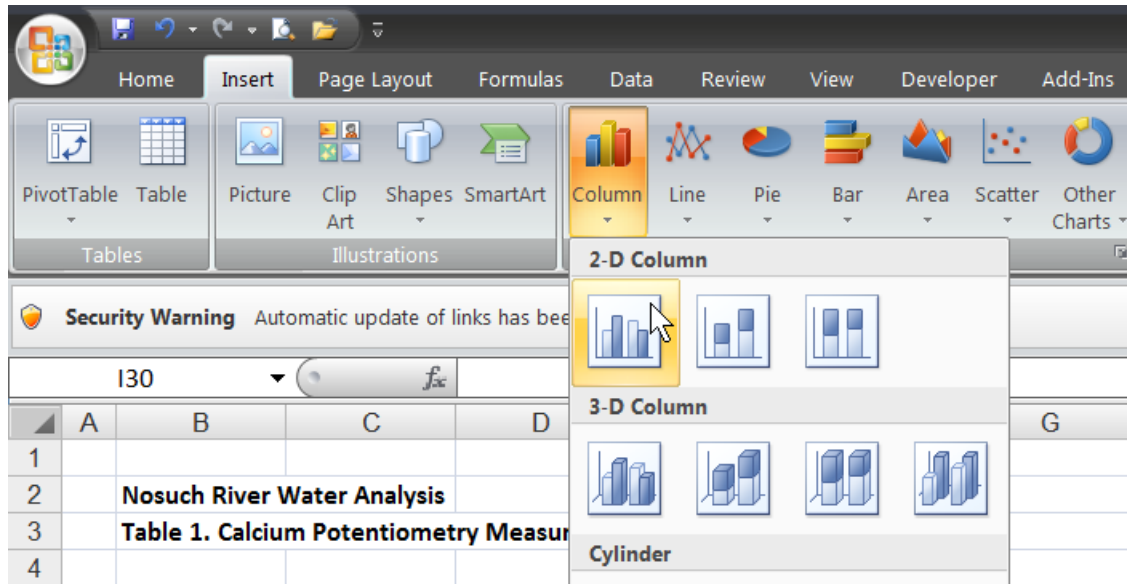 Home Insert Page Layout Formulas Data Review View Developer Add-Ins
PivotTable Table Picture Clip Art Shapes SmartArt Column Line Pie Bar Area Scatter Other Charts
Tables Illustrations
2-D Column
Security Warning Automatic update of links has bee
I30 fx
3-D Column
A B C D G
1
2 Nosuch River Water Analysis
3 Table 1. Calcium Potentiometry Measur
Cylinder
4